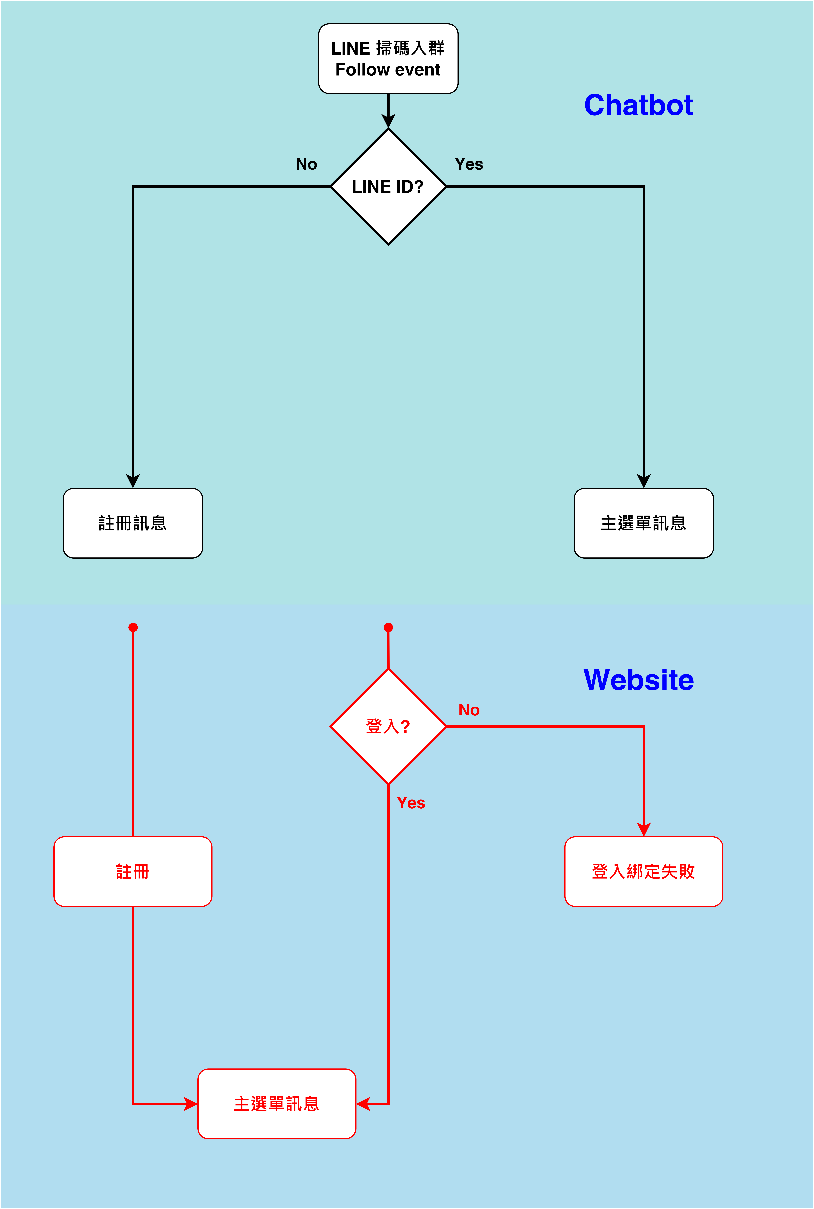 LINE 掃碼入群
Follow event
Chatbot
No
Yes
LINE ID?
註冊訊息
主選單訊息
Website
No
登入?
Yes
註冊
登入綁定失敗
主選單訊息